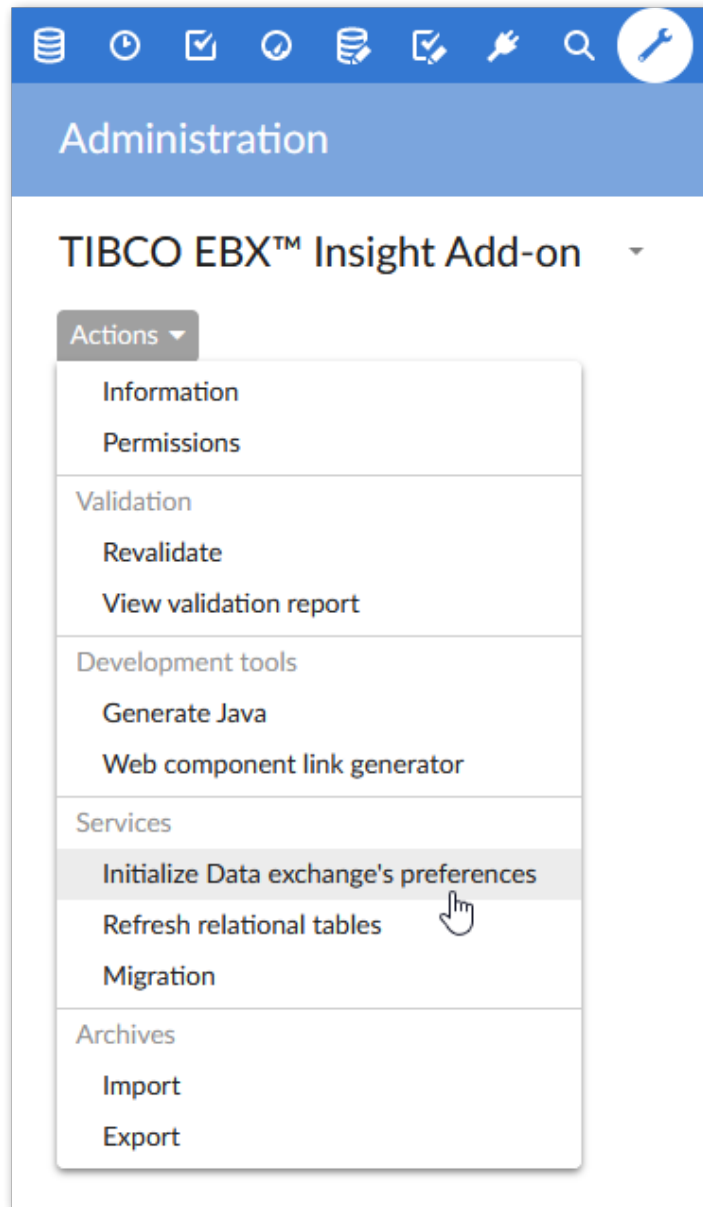 Administration
TIBCO EBX™ Insight Add-on
Actions
Information
Permissions
Validation
Revalidate
View validation report
Development tools
Generate Java
Web component link generator
Services
Initialize Data exchange's preferences
Refresh relational tables
Migration
Archives
Import
Export